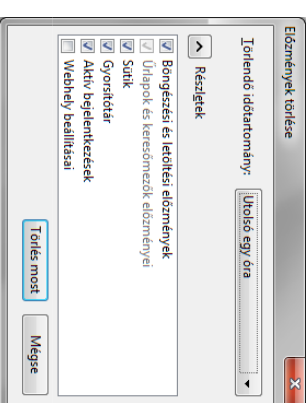 Előzmények törlése
Törlendő időtartomány: Utolsó egy óra
Részletek
Böngészési és letöltési előzmények
Űrlapok és keresőmezők előzményei
Sütik
Gyorsítótár
Aktív bejelentkezések
Webhely beállításai
Törlés most Mégse